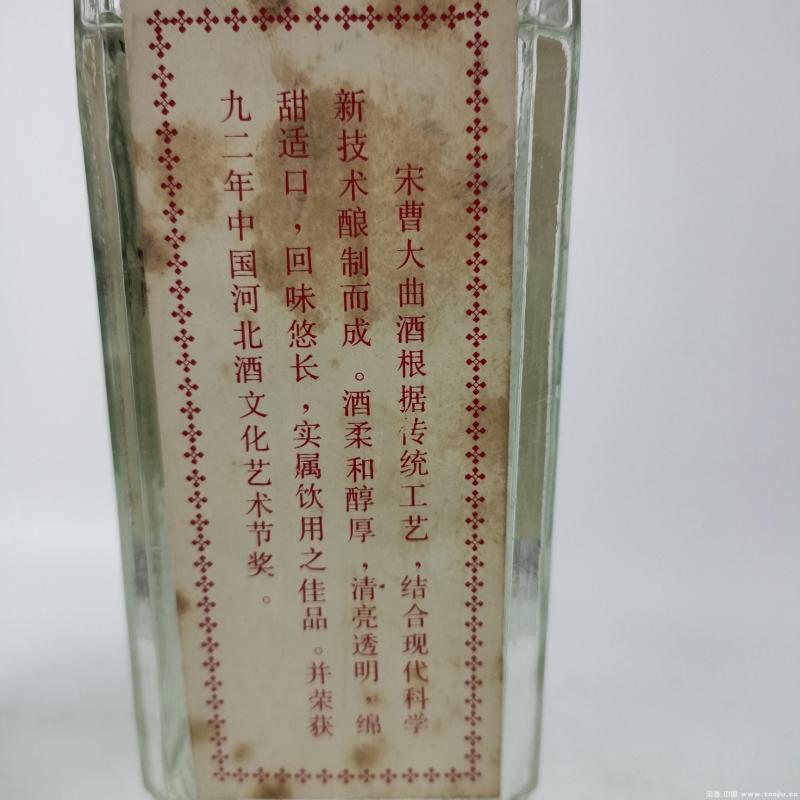 宋曹大曲酒根据传统工艺，结合现代科学
新技术酿制而成。酒柔和醇厚，清亮透明，绵
甜适口，回味悠长，实属饮用之佳品。并荣获
九二年中国河北酒文化艺术节奖。
www.taojiu.cn